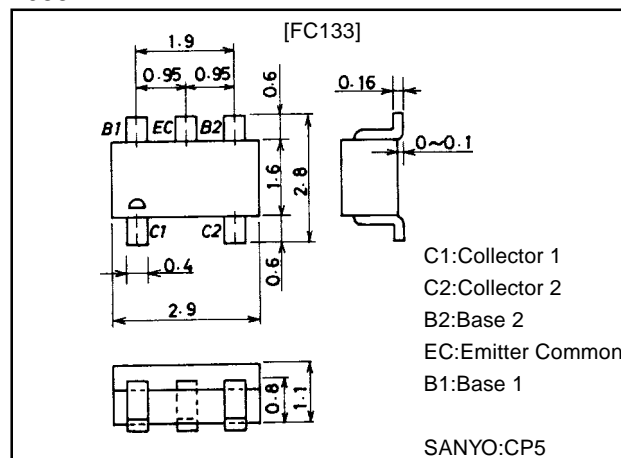 [FC133]
1.9
0.95 0.95
0.6
0.16
B1 EC B2
0~0.1
1.6
2.8
C1 C2
0.4
0.6
2.9
C1:Collector 1
C2:Collector 2
B2:Base 2
EC:Emitter Common
B1:Base 1
0.8
1.1
SANYO:CP5